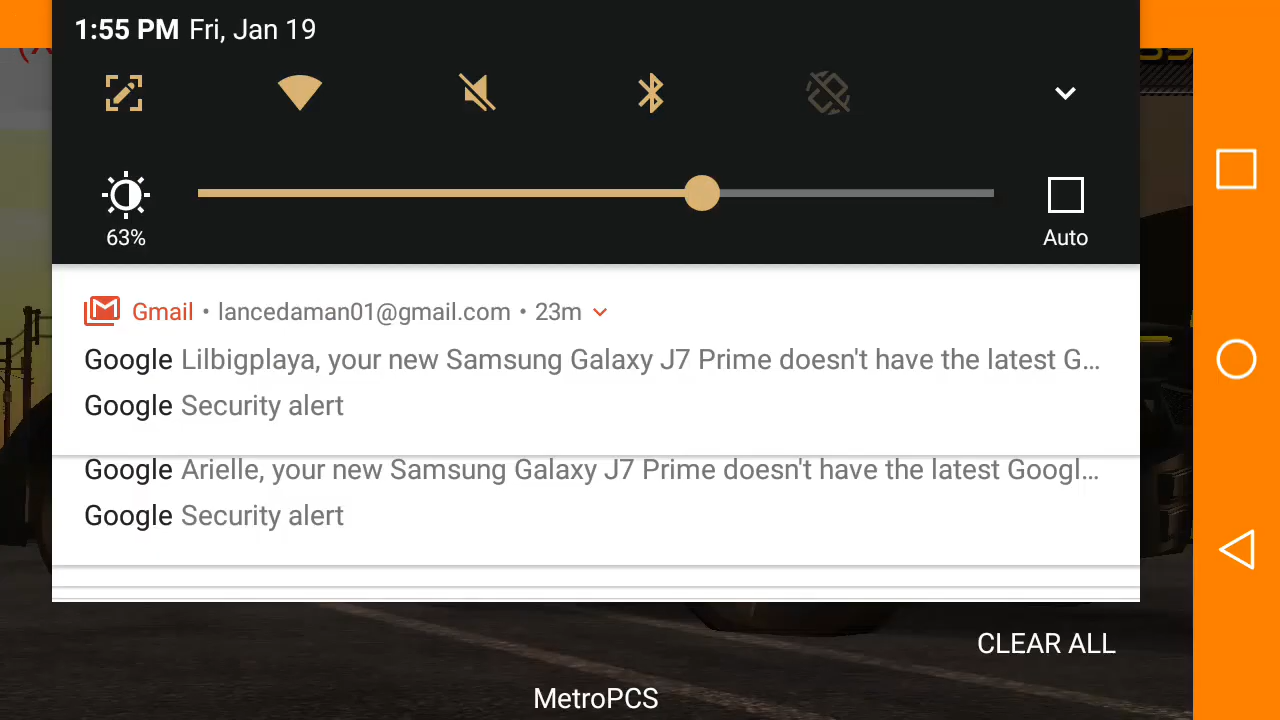 1:55 PM Fri, Jan 19
63%
Auto
Gmail • lancedaman01@gmail.com • 23m
Google Lilbigplaya, your new Samsung Galaxy J7 Prime doesn't have the latest G...
Google Security alert
Google Arielle, your new Samsung Galaxy J7 Prime doesn't have the latest Googl...
Google Security alert
CLEAR ALL
MetroPCS